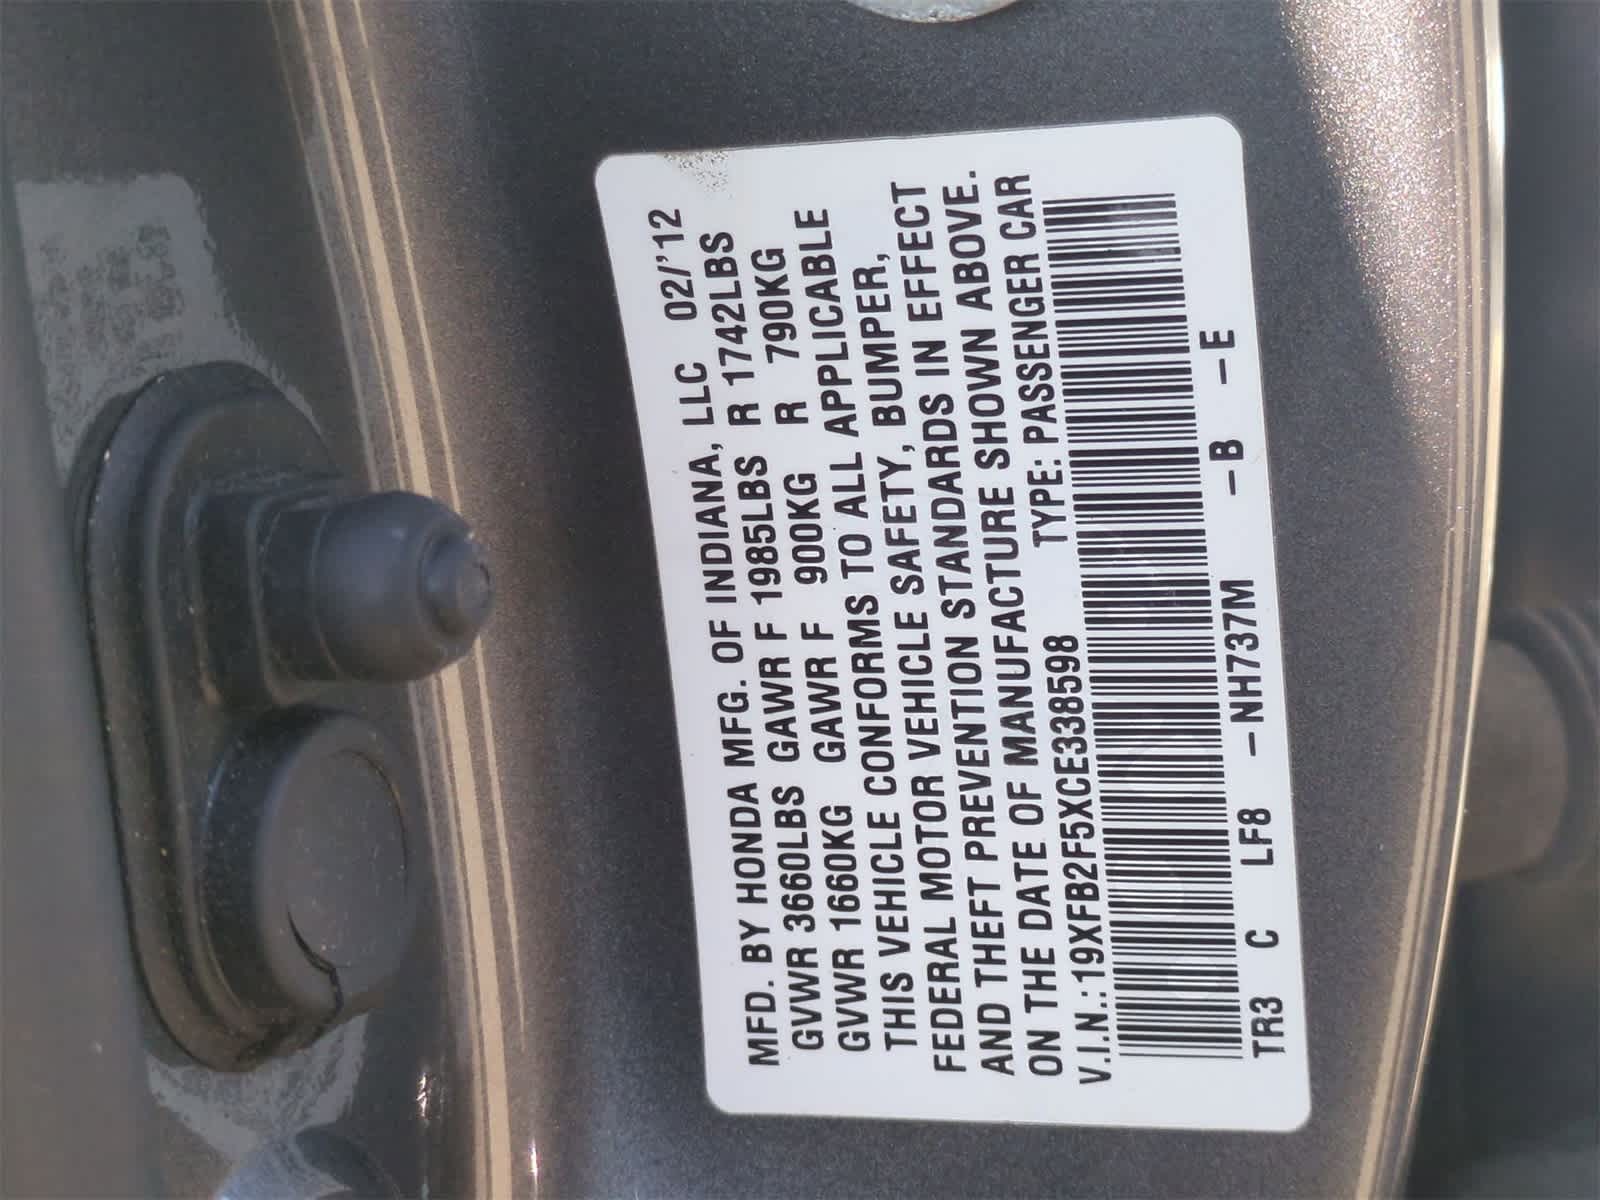 MFD. BY HONDA MFG. OF INDIANA, LLC 02/'12
GVWR 3660LBS GAWR F 1985LBS R 1742LBS
GVWR 1660KG GAWR F 900KG R 790KG
THIS VEHICLE CONFORMS TO ALL APPLICABLE
FEDERAL MOTOR VEHICLE SAFETY, BUMPER,
AND THEFT PREVENTION STANDARDS IN EFFECT
ON THE DATE OF MANUFACTURE SHOWN ABOVE.
V.I.N.:19XFB2F5XCE338598 TYPE: PASSENGER CAR
TR3 C LF8 -NH737M -B -E